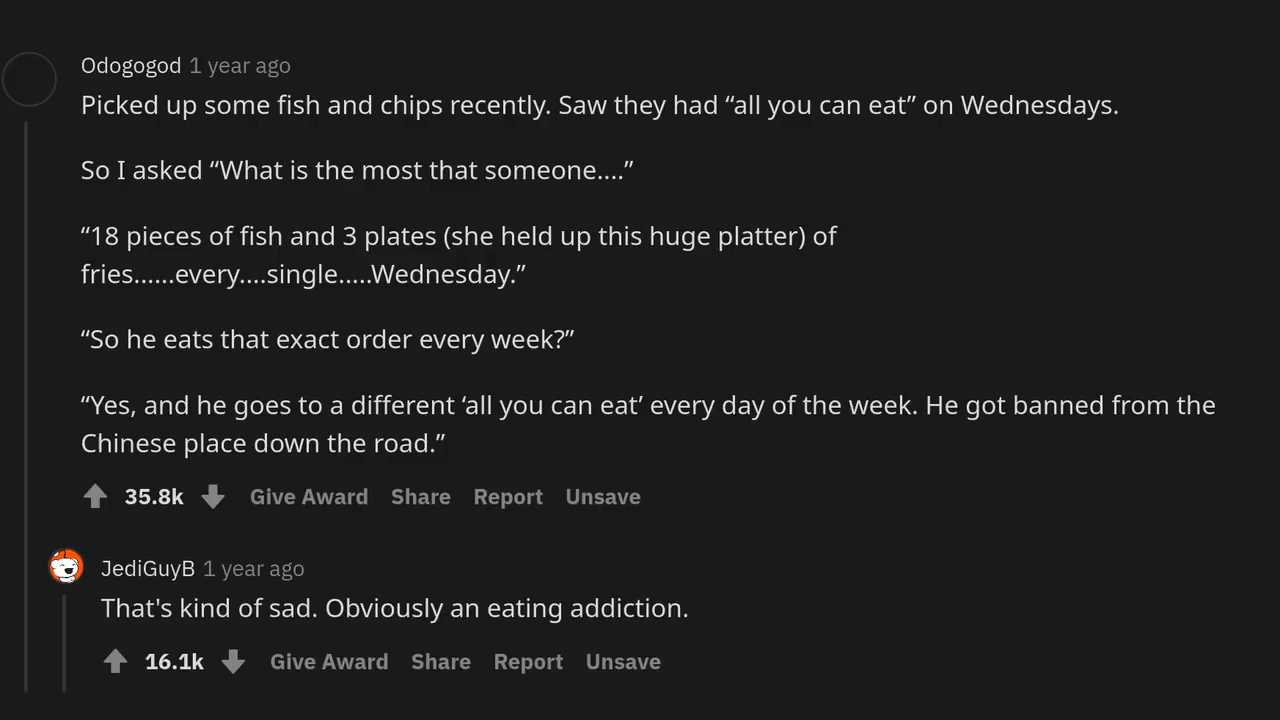 Odogogod 1 year ago
Picked up some fish and chips recently. Saw they had “all you can eat” on Wednesdays.
So I asked “What is the most that someone....”
“18 pieces of fish and 3 plates (she held up this huge platter) of
fries......every....single.....Wednesday.”
“So he eats that exact order every week?”
“Yes, and he goes to a different ‘all you can eat’ every day of the week. He got banned from the
Chinese place down the road.”
35.8k Give Award Share Report Unsave
JediGuyB 1 year ago
That's kind of sad. Obviously an eating addiction.
16.1k Give Award Share Report Unsave